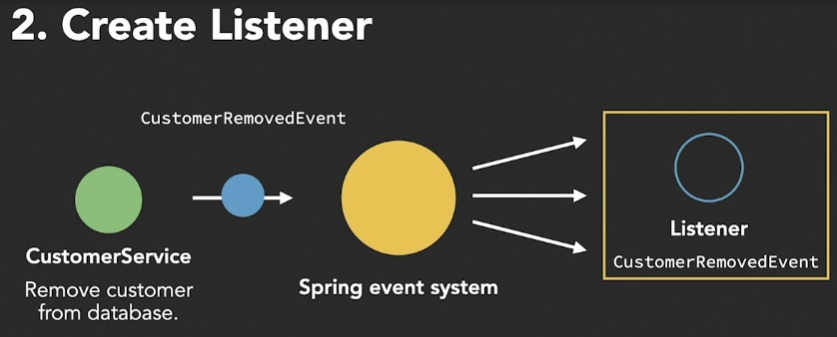 2. Create Listener
CustomerRemovedEvent
CustomerService
Remove customer
from database.
Spring event system
Listener
CustomerRemovedEvent